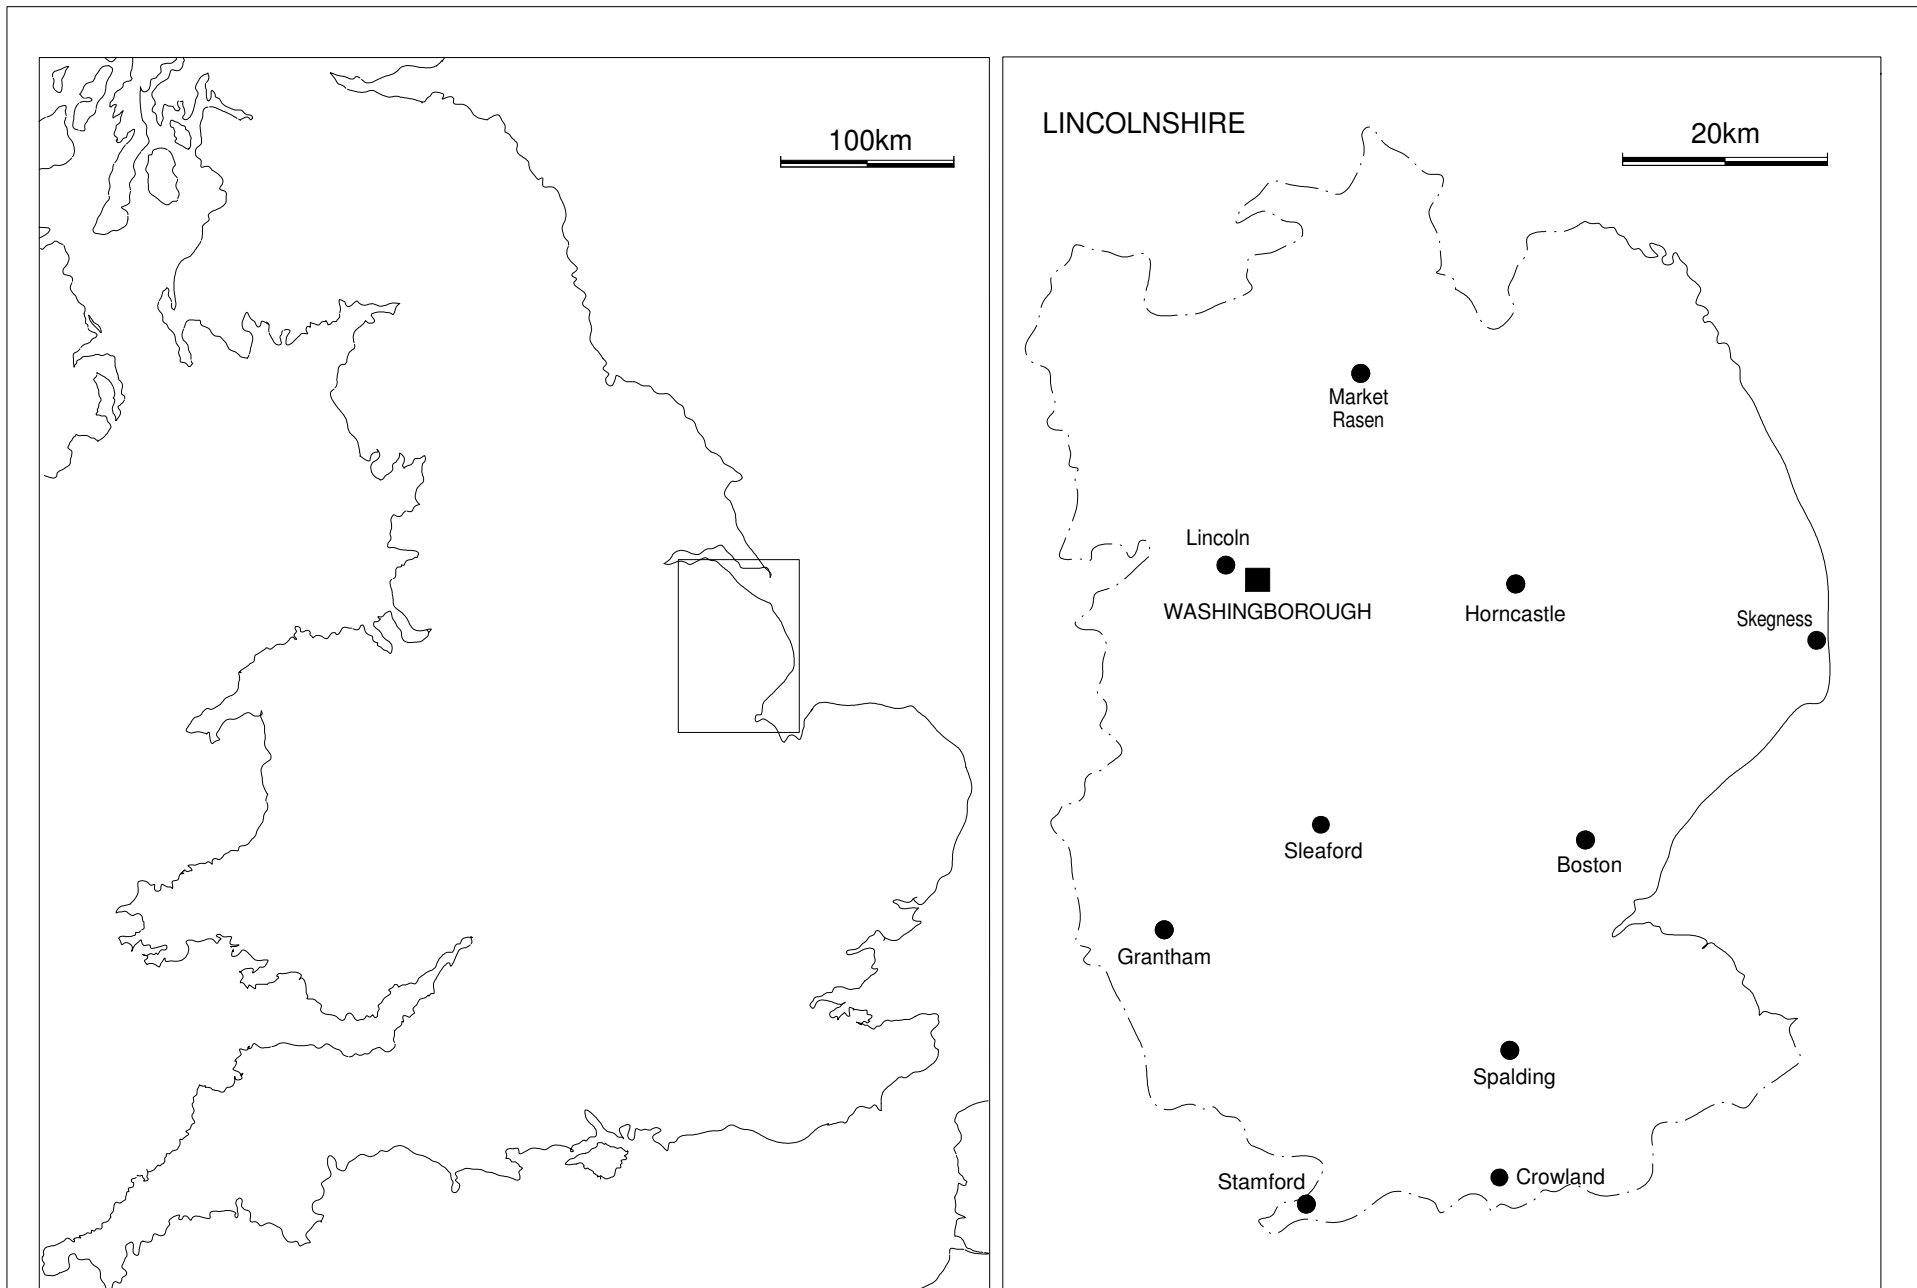 100km
LINCOLNSHIRE
20km
Market
Rasen
Lincoln
WASHINGBOROUGH
Horncastle
Skegness
Sleaford
Boston
Grantham
Spalding
Stamford
Crowland